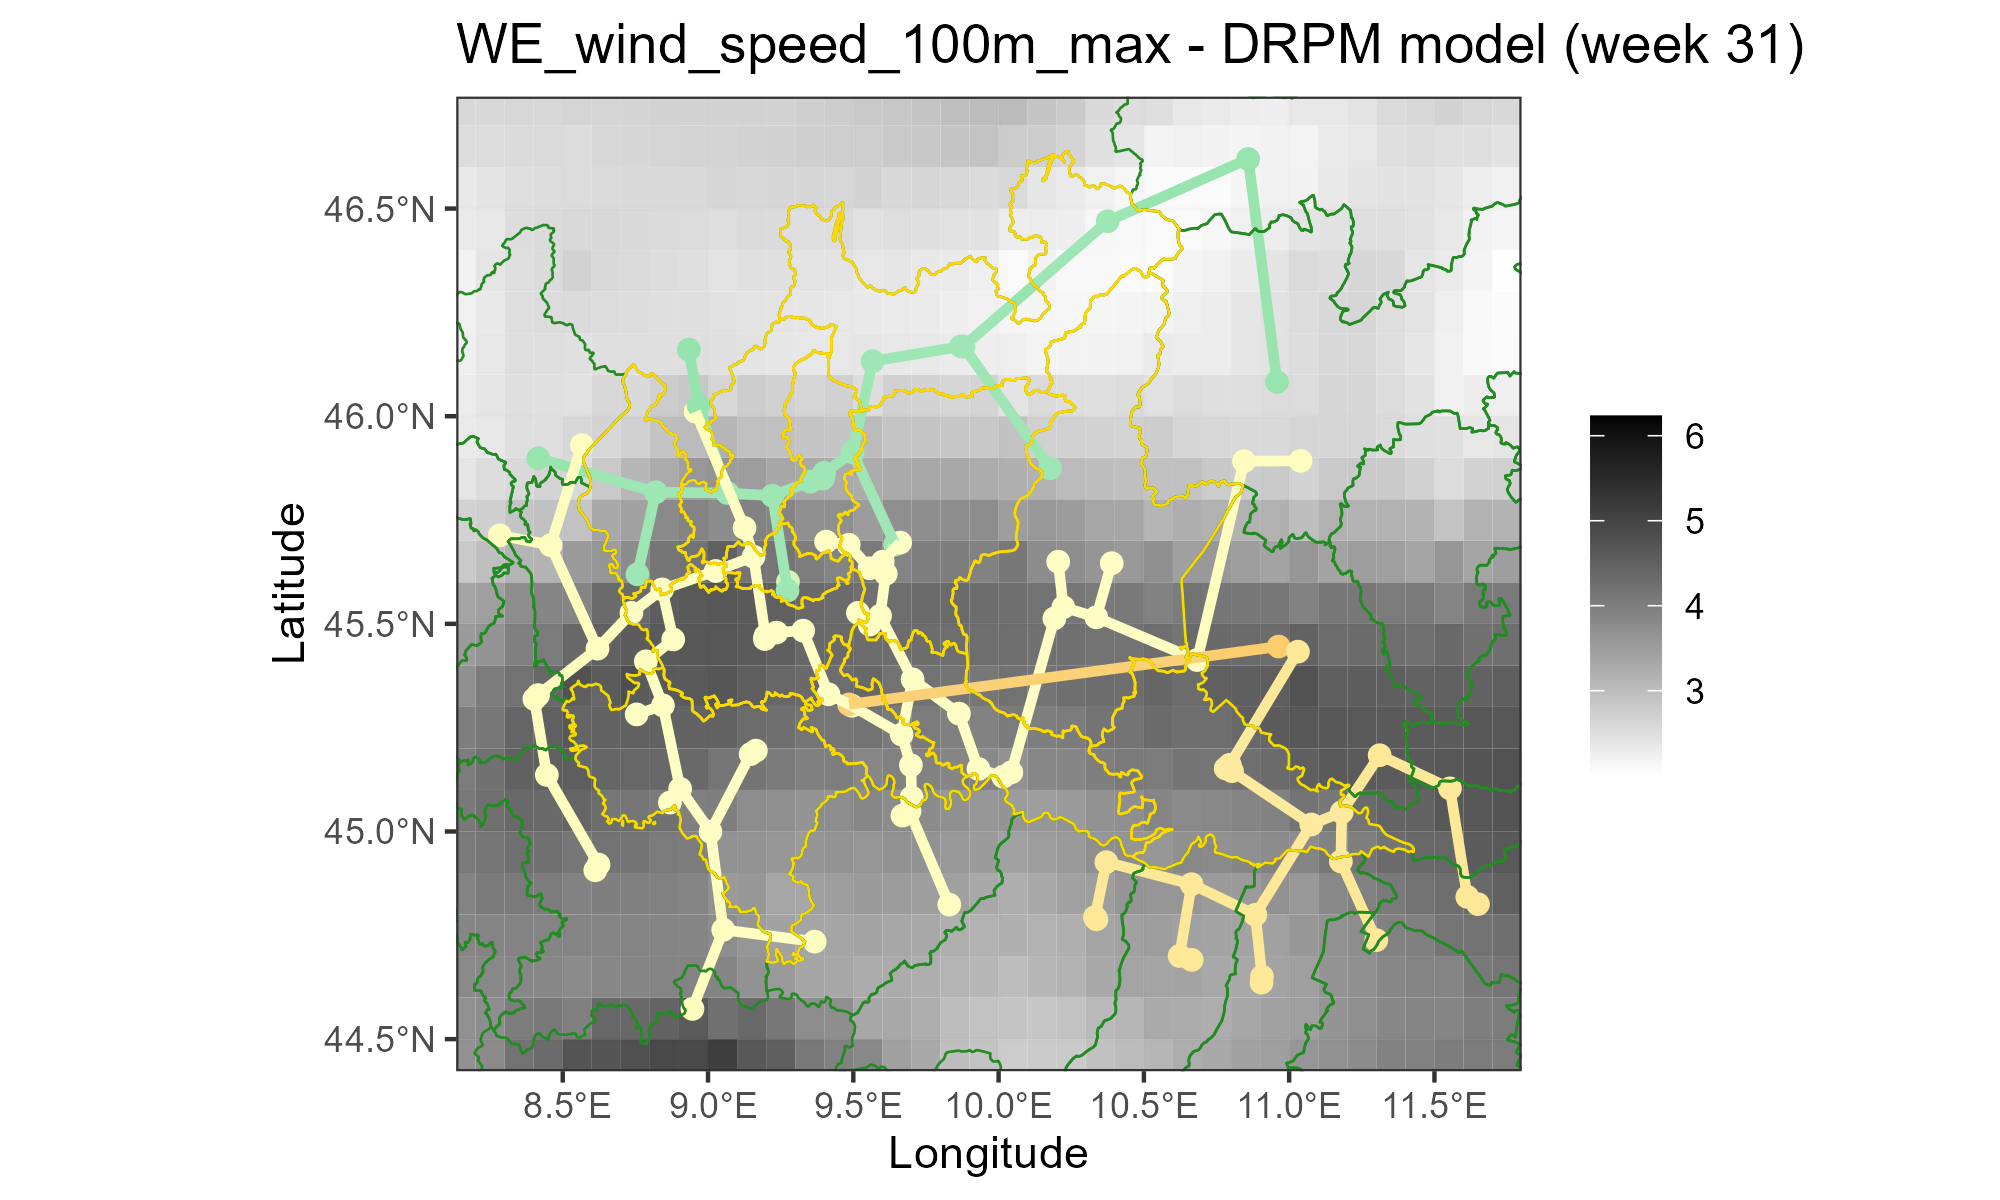 WE_wind_speed_100m_max - DRPM model (week 31)
46.5°N
46.0°N
45.5°N
45.0°N
44.5°N
Latitude
8.5°E
9.0°E
9.5°E
10.0°E
10.5°E
11.0°E
11.5°E
Longitude
6
5
4
3